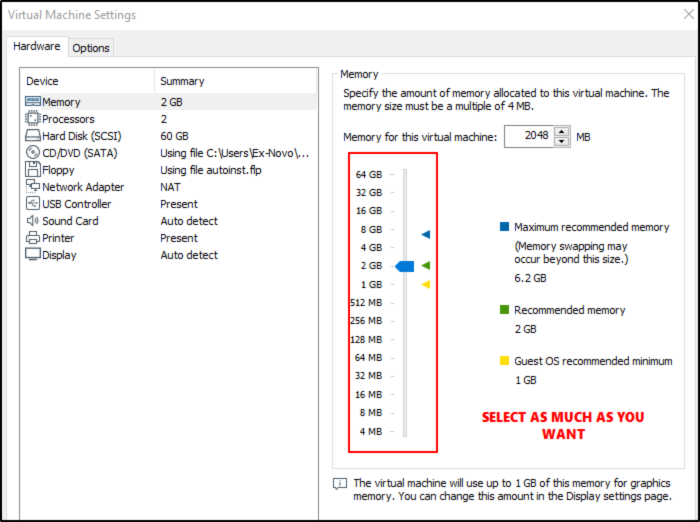 Virtual Machine Settings
Hardware
Options
Device Summary
Memory 2 GB
Processors 2
Hard Disk (SCSI) 60 GB
CD/DVD (SATA) Using file C:\Users\Ex-Novo\...
Floppy Using file autoinst.flp
Network Adapter NAT
USB Controller Present
Sound Card Auto detect
Printer Present
Display Auto detect
Memory
Specify the amount of memory allocated to this virtual machine. The
memory size must be a multiple of 4 MB.
Memory for this virtual machine: 2048 MB
64 GB
32 GB
16 GB
8 GB
4 GB
2 GB
1 GB
512 MB
256 MB
128 MB
64 MB
32 MB
16 MB
8 MB
4 MB
Maximum recommended memory
(Memory swapping may
occur beyond this size.)
6.2 GB
Recommended memory
2 GB
Guest OS recommended minimum
1 GB
SELECT AS MUCH AS YOU
WANT
The virtual machine will use up to 1 GB of this memory for graphics
memory. You can change this amount in the Display settings page.